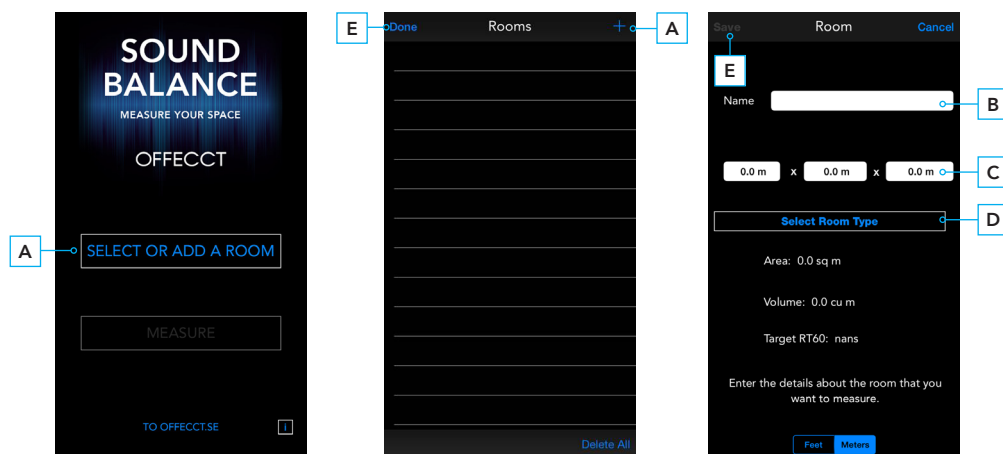 SOUND
BALANCE
MEASURE YOUR SPACE
OFFECCT
A
SELECT OR ADD A ROOM
MEASURE
TO OFFECCT.SE
i
E
Done
Rooms
+
A
Delete All
Save
Room
Cancel
E
Name
B
0.0 m x 0.0 m x 0.0 m
C
Select Room Type
D
Area: 0.0 sq m
Volume: 0.0 cu m
Target RT60: nans
Enter the details about the room that you
want to measure.
Feet
Meters